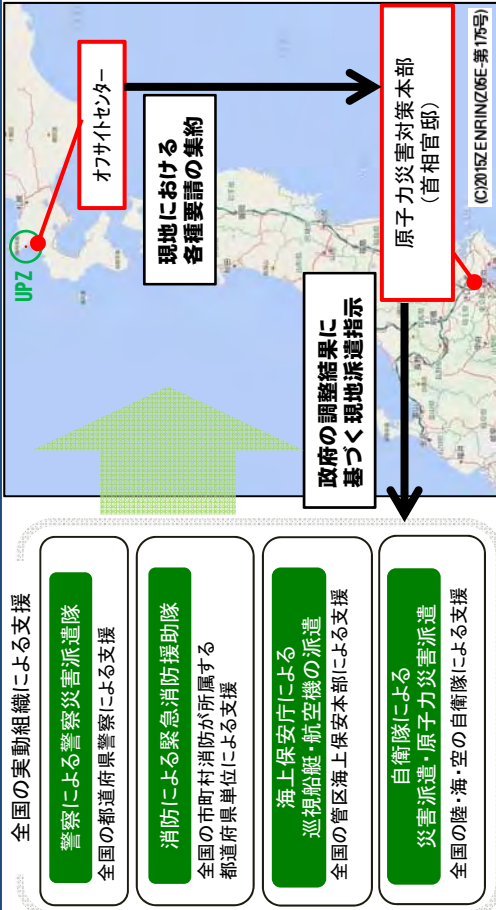 全国の実動組織による支援
警察による警察災害派遣隊
全国の都道府県警察による支援
消防による緊急消防援助隊
全国の市町村消防が所属する
都道府県単位による支援
海上保安庁による
巡視船艇・航空機の派遣
全国の管区海上保安本部による支援
自衛隊による
災害派遣・原子力災害派遣
全国の陸・海・空の自衛隊による支援
UPZ
オフサイトセンター
現地における
各種要請の集約
政府の調整結果に
基づく現地派遣指示
原子力災害対策本部
（首相官邸）
(C)2015ZENRIN(Z05E-第175号)